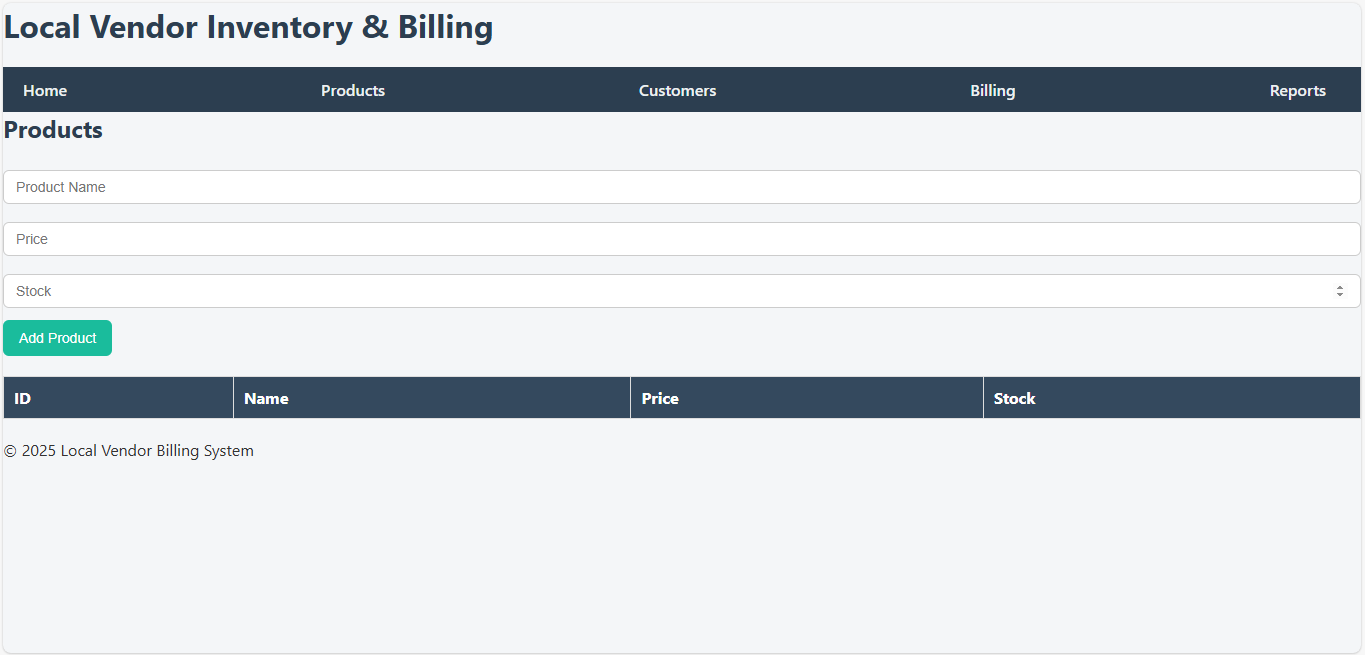 Local Vendor Inventory & Billing
Home Products Customers Billing Reports
Products
Product Name
Price
Stock
Add Product
ID Name Price Stock
© 2025 Local Vendor Billing System